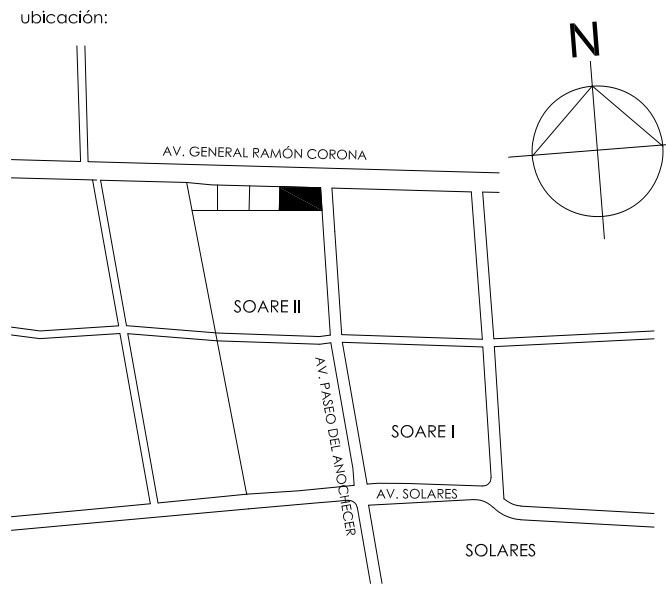 ubicación:
N
AV. GENERAL RAMÓN CORONA
SOARE II
AV. PASEO DEL ANOCHECER
SOARE I
AV. SOLARES
SOLARES